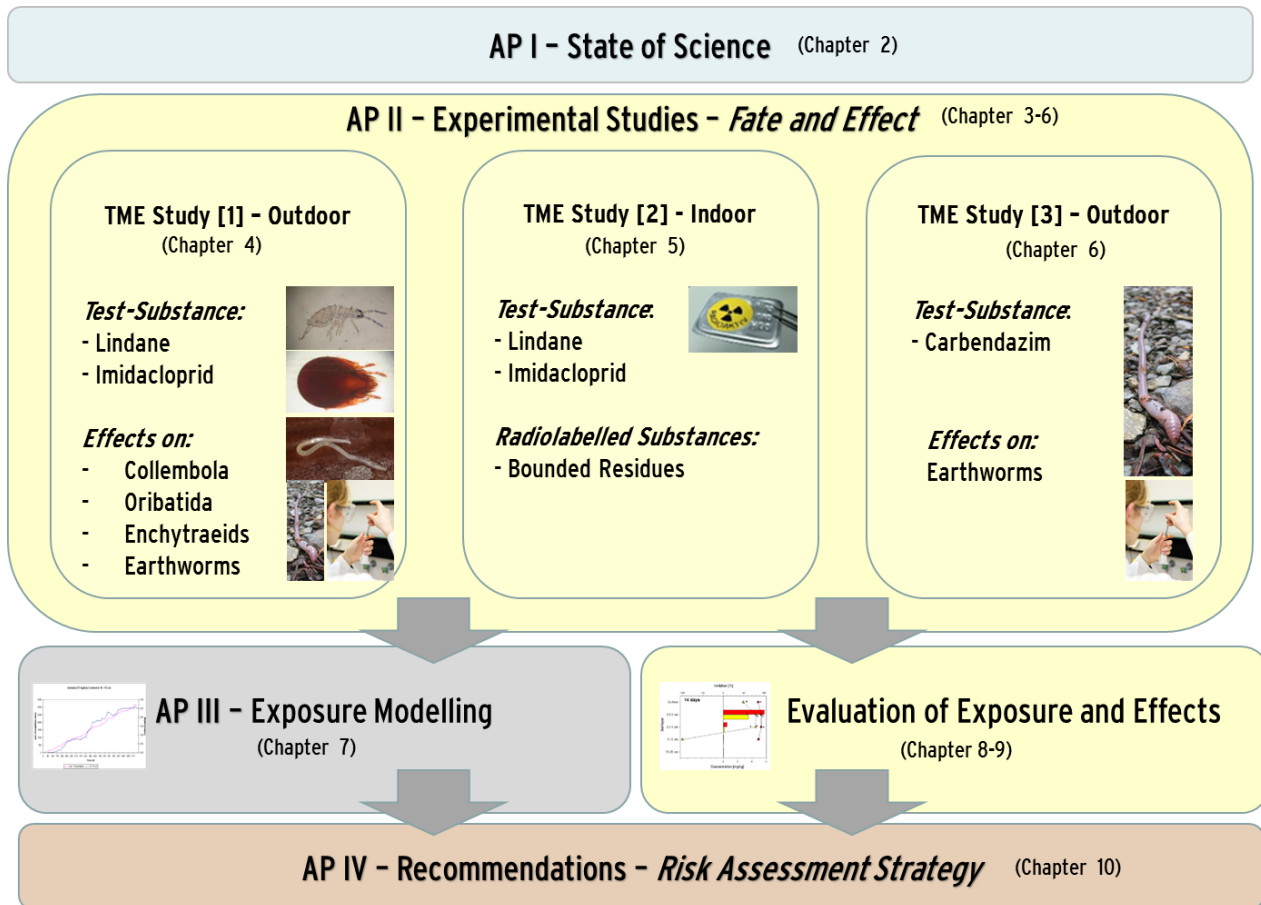 AP I – State of Science (Chapter 2)
AP II – Experimental Studies – Fate and Effect (Chapter 3-6)
TME Study [1] – Outdoor
(Chapter 4)
Test-Substance:
- Lindane
- Imidacloprid
Effects on:
- Collembola
- Oribatida
- Enchytraeids
- Earthworms
TME Study [2] - Indoor
(Chapter 5)
Test-Substance:
- Lindane
- Imidacloprid
Radiolabelled Substances:
- Bounded Residues
TME Study [3] – Outdoor
(Chapter 6)
Test-Substance:
- Carbendazim
Effects on:
Earthworms
AP III – Exposure Modelling
(Chapter 7)
14 days
Evaluation of Exposure and Effects
(Chapter 8-9)
AP IV – Recommendations – Risk Assessment Strategy (Chapter 10)